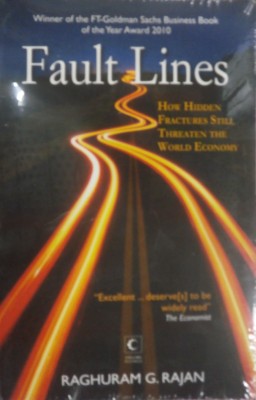 Winner of the FT-Goldman Sachs Business Book
of the Year Award 2010
Fault Lines
How Hidden
Fractures Still
Threaten the
World Economy
"Excellent ... deserve[s] to be
widely read"
The Economist
RAGHURAM G. RAJAN